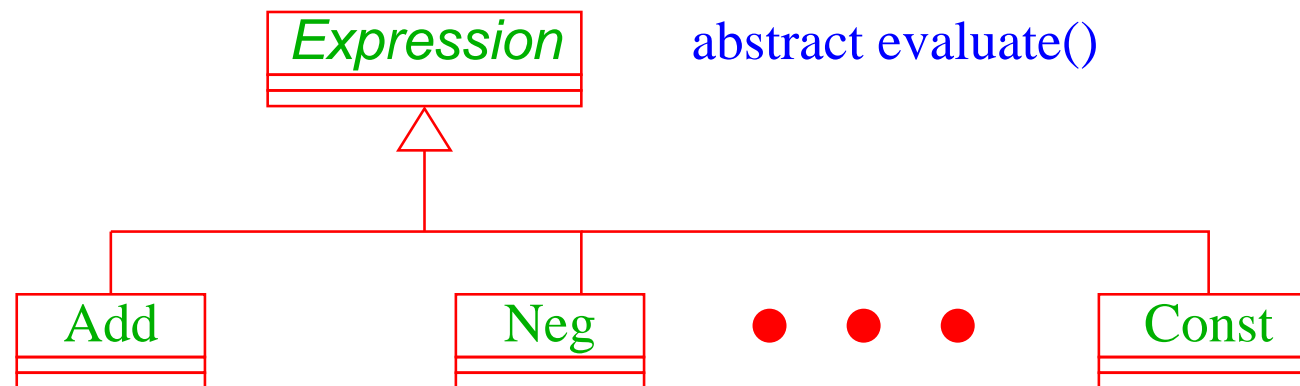 Expression abstract evaluate()
Add Neg Const